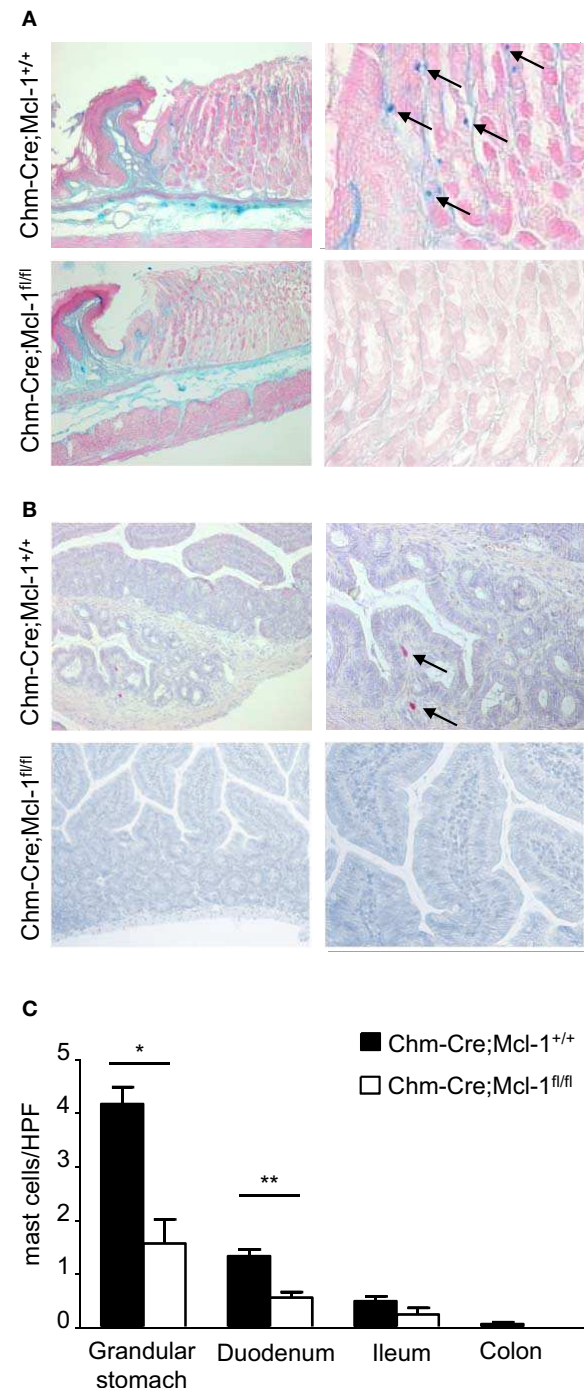 A
Chm-Cre;Mcl-1+/+
Chm-Cre;Mcl-1fl/fl
B
Chm-Cre;Mcl-1+/+
Chm-Cre;Mcl-1fl/fl
C
Chm-Cre;Mcl-1+/+
Chm-Cre;Mcl-1fl/fl
mast cells/HPF
5
4
3
2
1
0
*
**
Grandular
stomach
Duodenum
Ileum
Colon